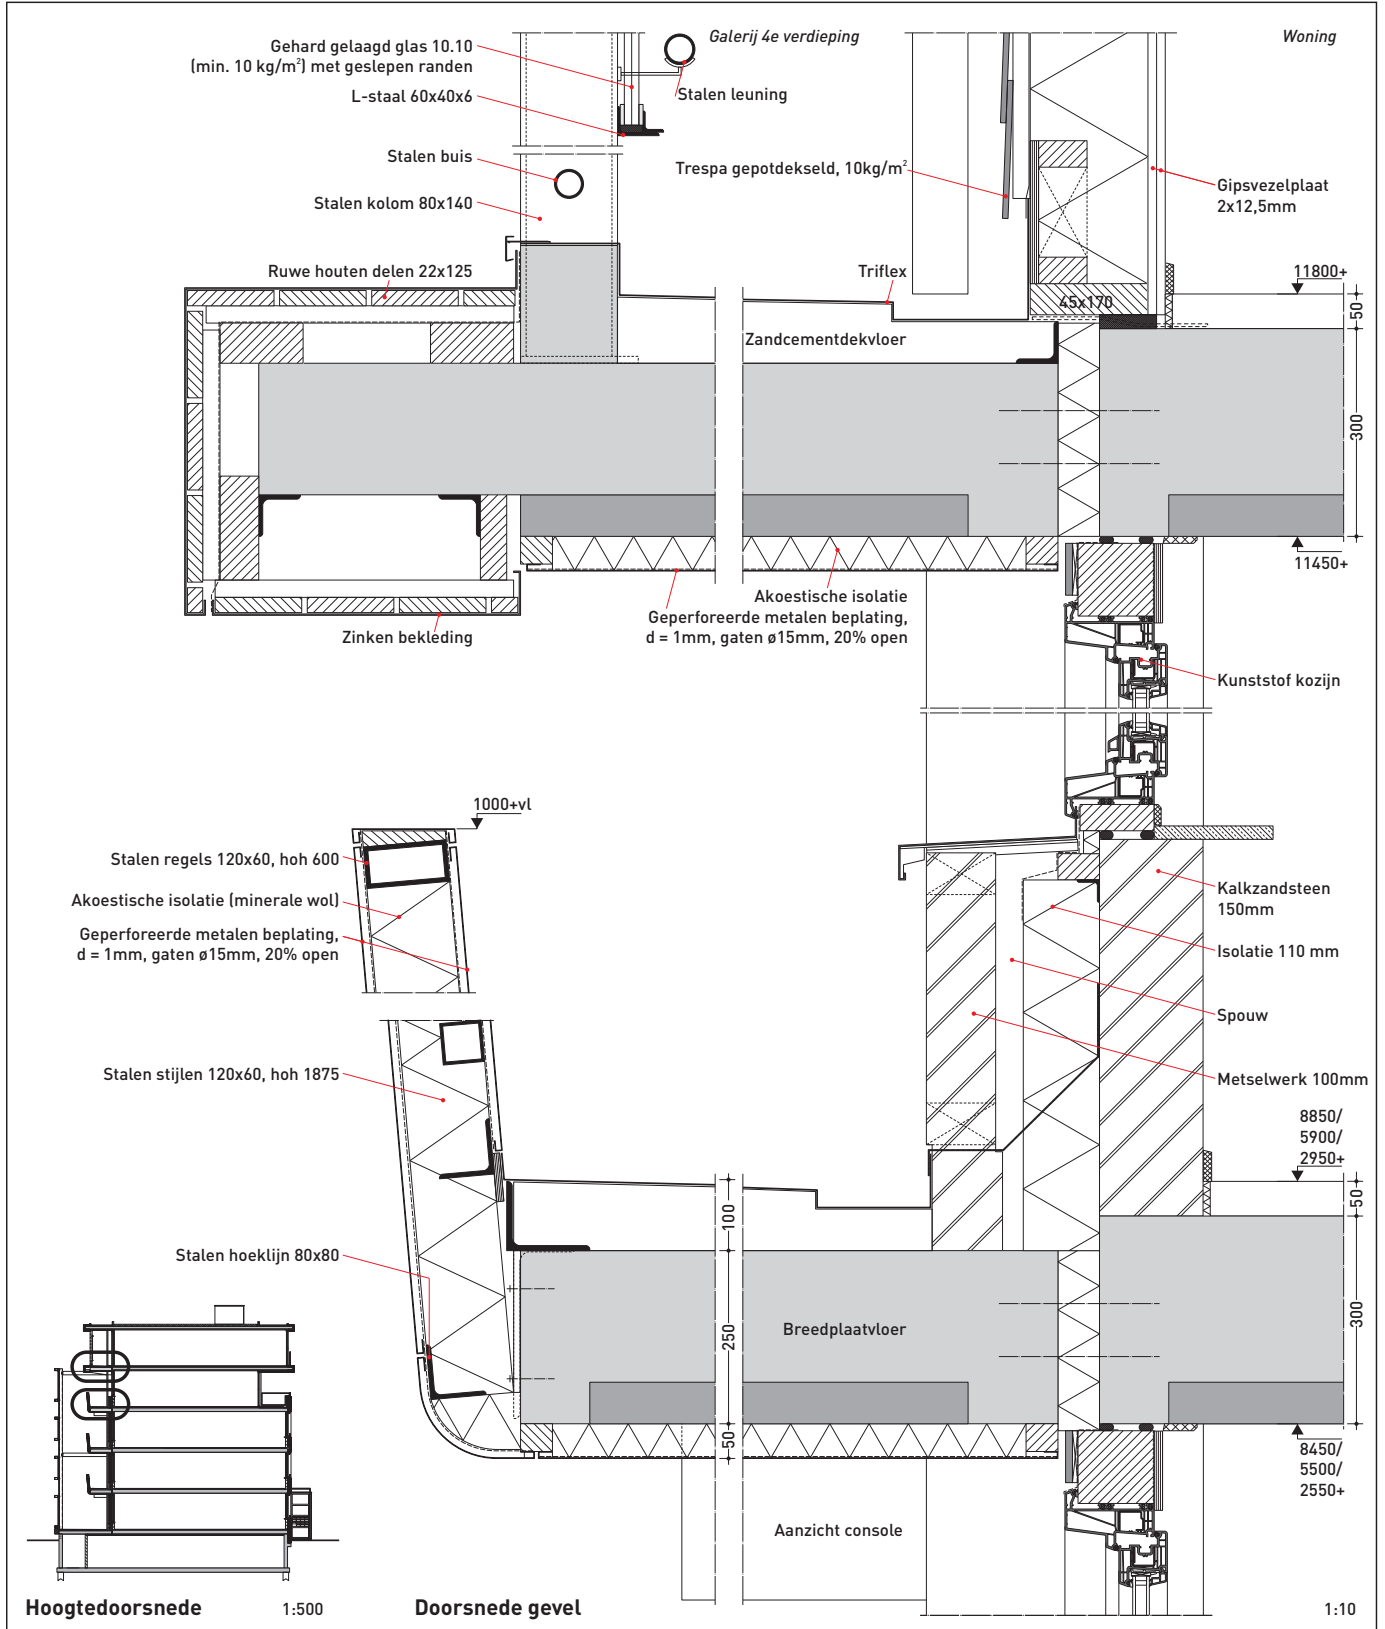 Galerij 4e verdieping
Woning
Gehard gelaagd glas 10.10
(min. 10 kg/m²) met geslepen randen
L-staal 60x40x6
Stalen leuning
Stalen buis
Trespa gepotdekseld, 10kg/m²
Stalen kolom 80x140
Gipsvezelplaat
2x12,5mm
Ruwe houten delen 22x125
Triflex
11800+
45x170
50
Zandcementdekvloer
300
11450+
Akoestische isolatie
Geperforeerde metalen beplating,
d = 1mm, gaten ø15mm, 20% open
Zinken bekleding
Kunststof kozijn
1000+vl
Stalen regels 120x60, hoh 600
Akoestische isolatie (minerale wol)
Geperforeerde metalen beplating,
d = 1mm, gaten ø15mm, 20% open
Kalkzandsteen
150mm
Isolatie 110 mm
Spouw
Stalen stijlen 120x60, hoh 1875
Metselwerk 100mm
8850/
5900/
2950+
50
100
Stalen hoeklijn 80x80
Breedplaatvloer
250
300
50
8450/
5500/
2550+
Aanzicht console
Hoogtedoorsnede
1:500
Doorsnede gevel
1:10